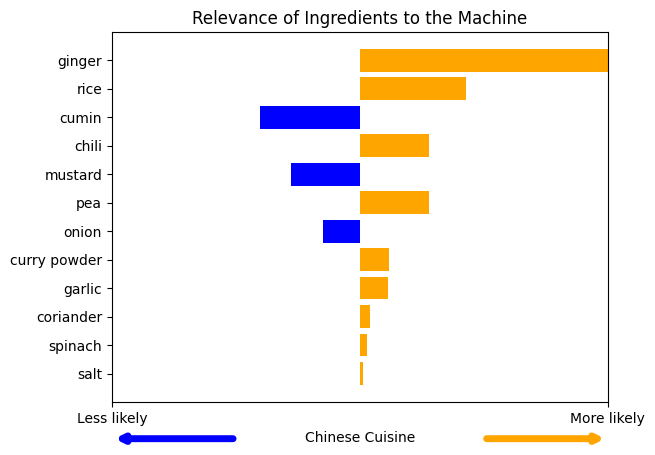 Relevance of Ingredients to the Machine
ginger
rice
cumin
chili
mustard
pea
onion
curry powder
garlic
coriander
spinach
salt
Less likely
More likely
Chinese Cuisine